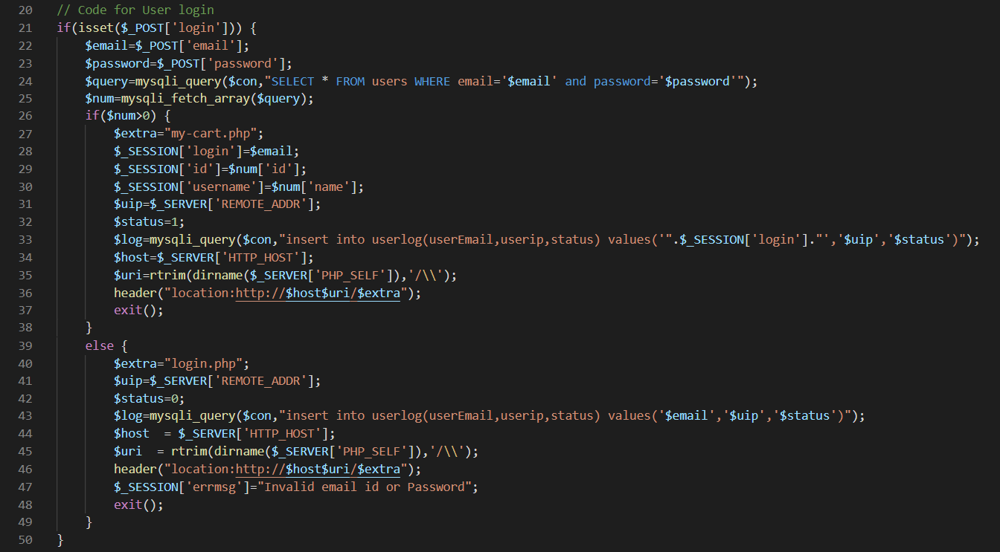 20 // Code for User login
21 if(isset($_POST['login'])) {
22 $email=$_POST['email'];
23 $password=$_POST['password'];
24 $query=mysqli_query($con,"SELECT * FROM users WHERE email='$email' and password='$password'");
25 $num=mysqli_fetch_array($query);
26 if($num>0) {
27 $extra="my-cart.php";
28 $_SESSION['login']=$email;
29 $_SESSION['id']=$num['id'];
30 $_SESSION['username']=$num['name'];
31 $uip=$_SERVER['REMOTE_ADDR'];
32 $status=1;
33 $log=mysqli_query($con,"insert into userlog(userEmail,userip,status) values('".$_SESSION['login']."','$uip','$status')");
34 $host=$_SERVER['HTTP_HOST'];
35 $uri=rtrim(dirname($_SERVER['PHP_SELF']),'/\\');
36 header("location:http://$host$uri/$extra");
37 exit();
38 }
39 else {
40 $extra="login.php";
41 $uip=$_SERVER['REMOTE_ADDR'];
42 $status=0;
43 $log=mysqli_query($con,"insert into userlog(userEmail,userip,status) values('$email','$uip','$status')");
44 $host  = $_SERVER['HTTP_HOST'];
45 $uri  = rtrim(dirname($_SERVER['PHP_SELF']),'/\\');
46 header("location:http://$host$uri/$extra");
47 $_SESSION['errmsg']="Invalid email id or Password";
48 exit();
49 }
50 }